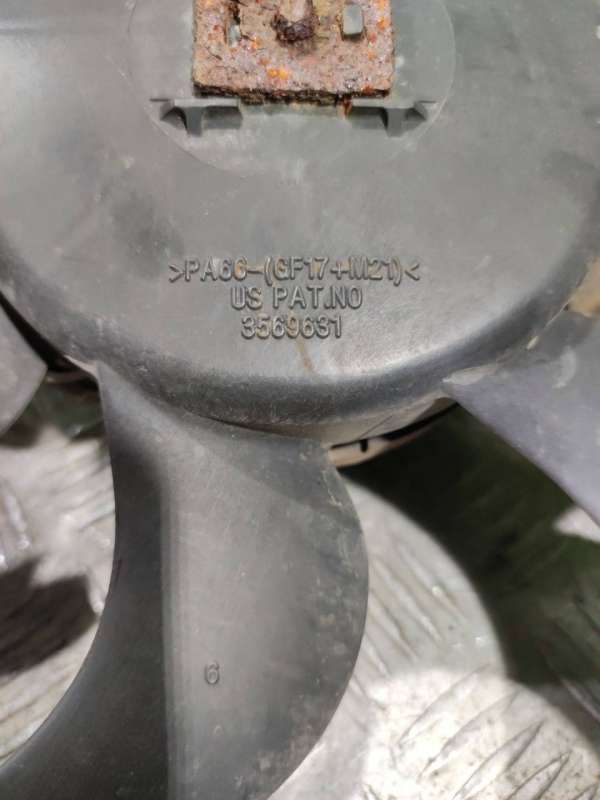 >PA66-(GF17+M21)<
US PAT.NO
3569631
6